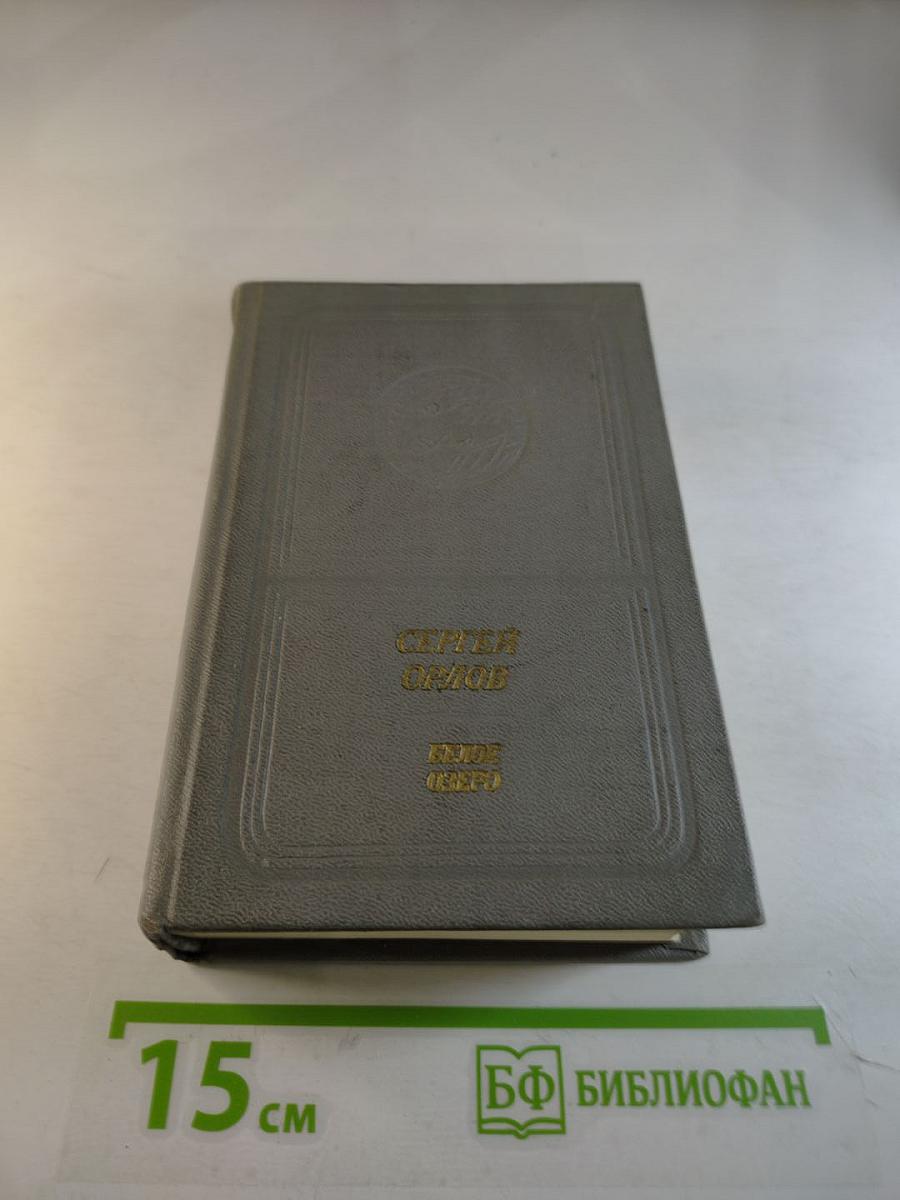 СЕРГЕЙ
ОРЛОВ
БЕЛОЕ
ОЗЕРО
15 см
БФ БИБЛИОФАН